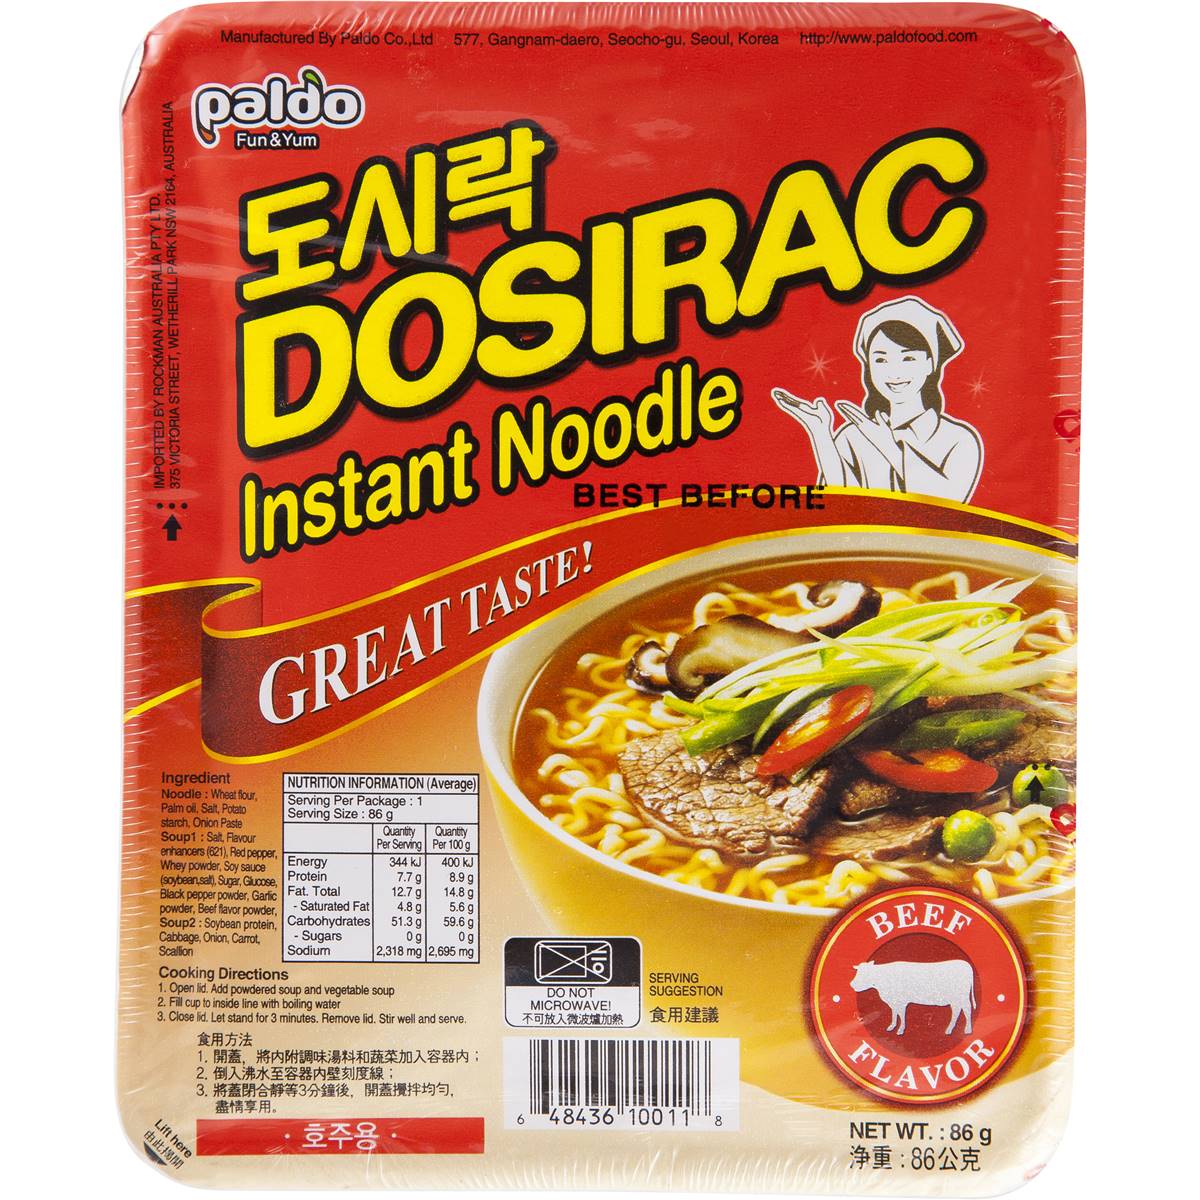 Manufactured By Paldo Co.,Ltd 577, Gangnam-daero, Seocho-gu, Seoul, Korea http://www.paldofood.com
paldo
Fun&Yum
IMPORTED BY ROCKMAN AUSTRALIA PTY LTD.
375 VICTORIA STREET, WETHERILL PARK NSW 2164, AUSTRALIA
도시락
DOSIRAC
Instant Noodle
BEST BEFORE
GREAT TASTE!
Ingredient
Noodle : Wheat flour,
Palm oil, Salt, Potato
starch, Onion Paste
Soup1 : Salt, Flavour
enhancers (621), Red pepper,
Whey powder, Soy sauce
(soybean,salt), Sugar, Glucose,
Black pepper powder, Garlic
powder, Beef flavor powder,
Soup2 : Soybean protein,
Cabbage, Onion, Carrot,
Scallion
NUTRITION INFORMATION (Average)
Serving Per Package : 1
Serving Size : 86 g
Quantity Per Serving Quantity Per 100 g
Energy 344 kJ 400 kJ
Protein 7.7 g 8.9 g
Fat. Total 12.7 g 14.8 g
- Saturated Fat 4.8 g 5.6 g
Carbohydrates 51.3 g 59.6 g
- Sugars 0 g 0 g
Sodium 2,318 mg 2,695 mg
Cooking Directions
1. Open lid. Add powdered soup and vegetable soup
2. Fill cup to inside line with boiling water
3. Close lid. Let stand for 3 minutes. Remove lid. Stir well and serve.
食用方法
1. 開蓋，將內附調味湯料和蔬菜加入容器內；
2. 倒入沸水至容器內壁刻度線；
3. 將蓋閉合靜等3分鐘後，開蓋攪拌均勻，
盡情享用。
· 호주용 ·
Lift here
由此揭開
DO NOT
MICROWAVE!
不可放入微波爐加熱
SERVING
SUGGESTION
食用建議
6 48436 10011 8
BEEF
FLAVOR
NET WT. : 86 g
淨重 : 86公克